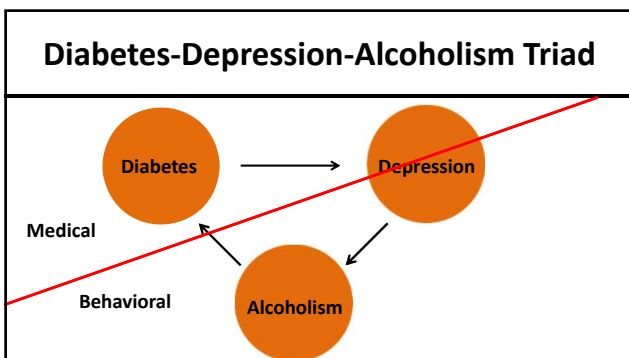 Diabetes-Depression-Alcoholism Triad
Diabetes
Depression
Medical
Behavioral
Alcoholism